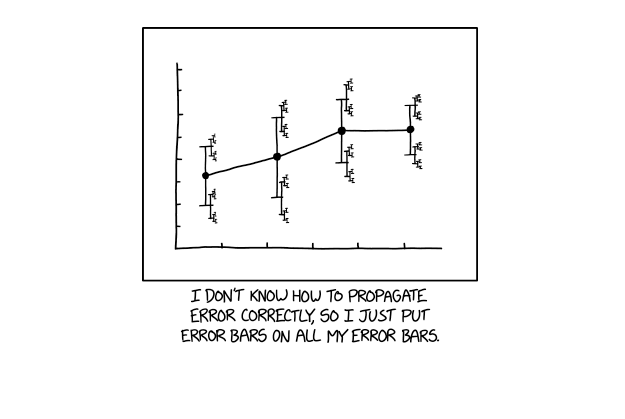 I DON'T KNOW HOW TO PROPAGATE
ERROR CORRECTLY, SO I JUST PUT
ERROR BARS ON ALL MY ERROR BARS.